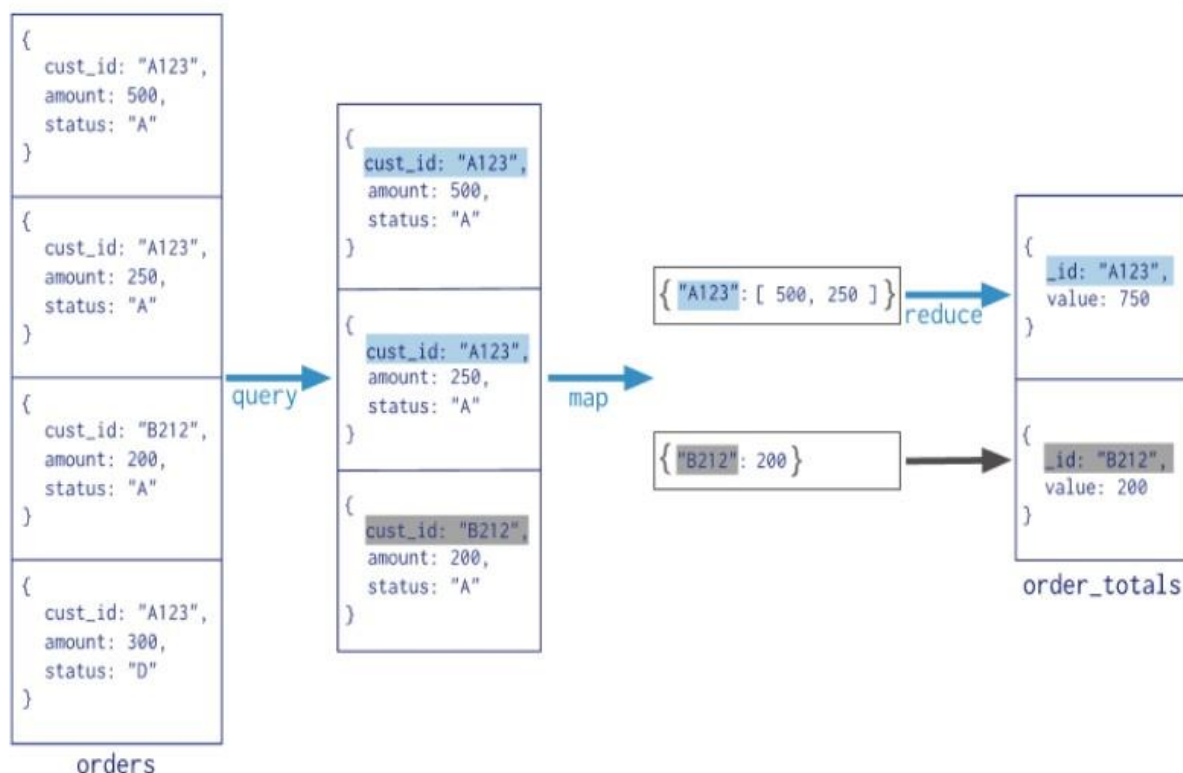 {
cust_id: "A123",
amount: 500,
status: "A"
}
{
cust_id: "A123",
amount: 250,
status: "A"
}
{
cust_id: "B212",
amount: 200,
status: "A"
}
{
cust_id: "A123",
amount: 300,
status: "D"
}
orders
query
{
cust_id: "A123",
amount: 500,
status: "A"
}
{
cust_id: "A123",
amount: 250,
status: "A"
}
{
cust_id: "B212",
amount: 200,
status: "A"
}
map
{ "A123": [ 500, 250 ] }
{ "B212": 200 }
reduce
{
_id: "A123",
value: 750
}
{
_id: "B212",
value: 200
}
order_totals